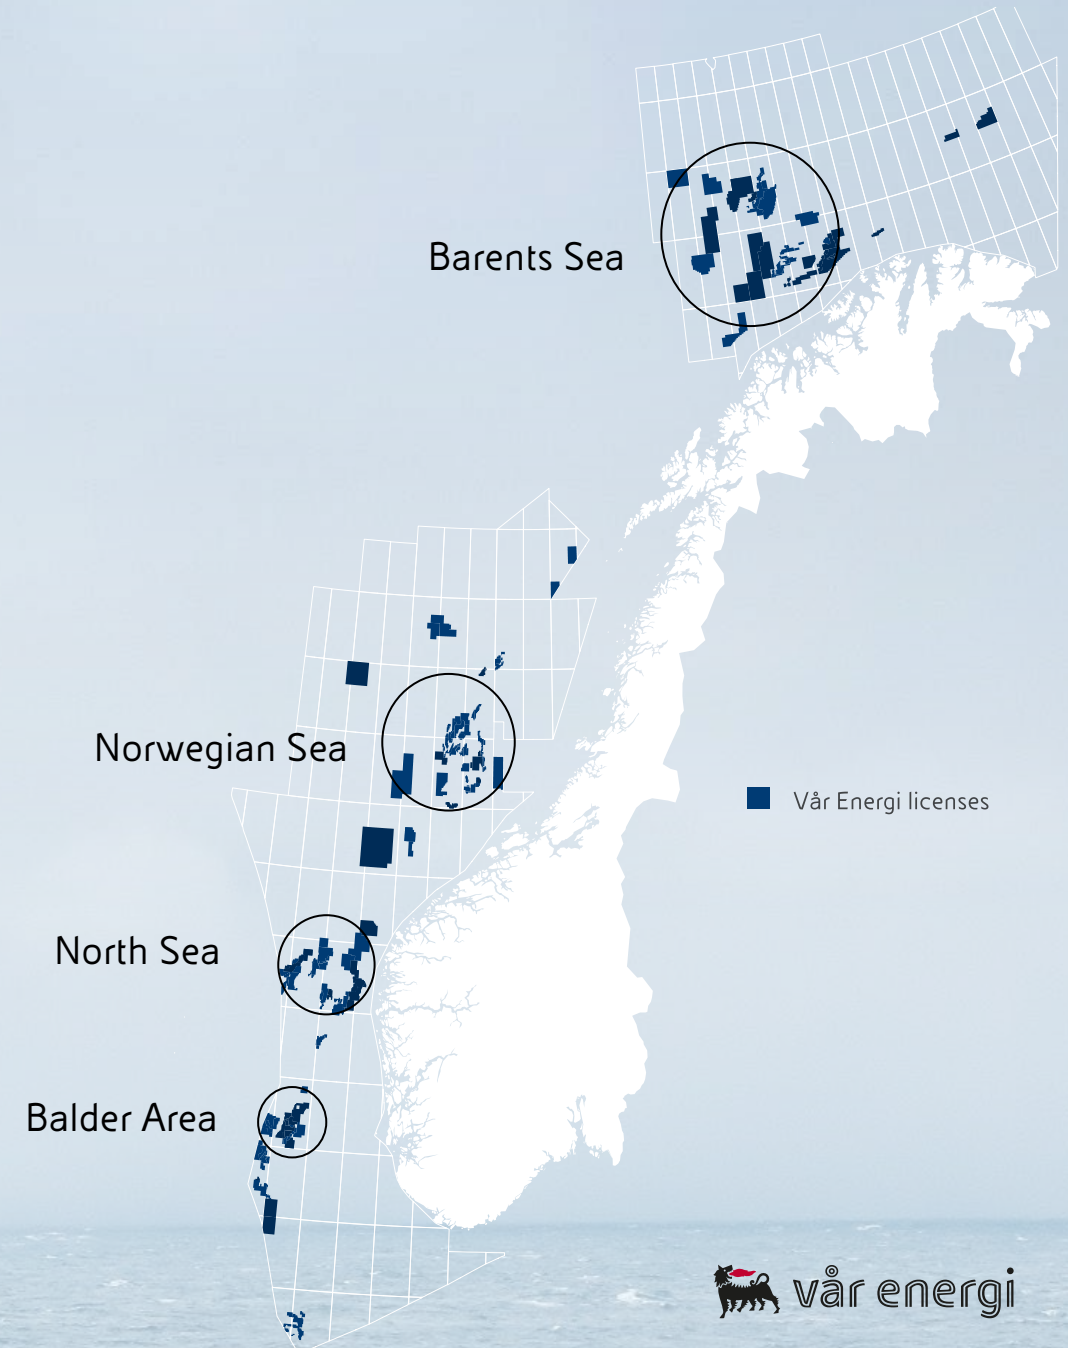 Barents Sea
Norwegian Sea
Vår Energi licenses
North Sea
Balder Area
vår energi